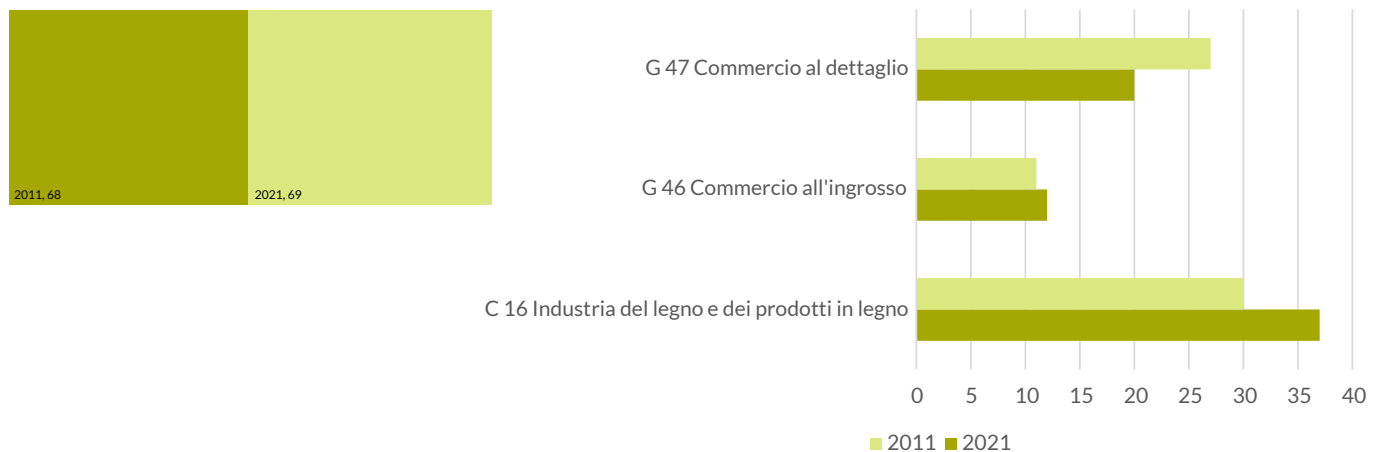 2011, 68
2021, 69
G 47 Commercio al dettaglio
G 46 Commercio all'ingrosso
C 16 Industria del legno e dei prodotti in legno
0 5 10 15 20 25 30 35 40
2011 2021